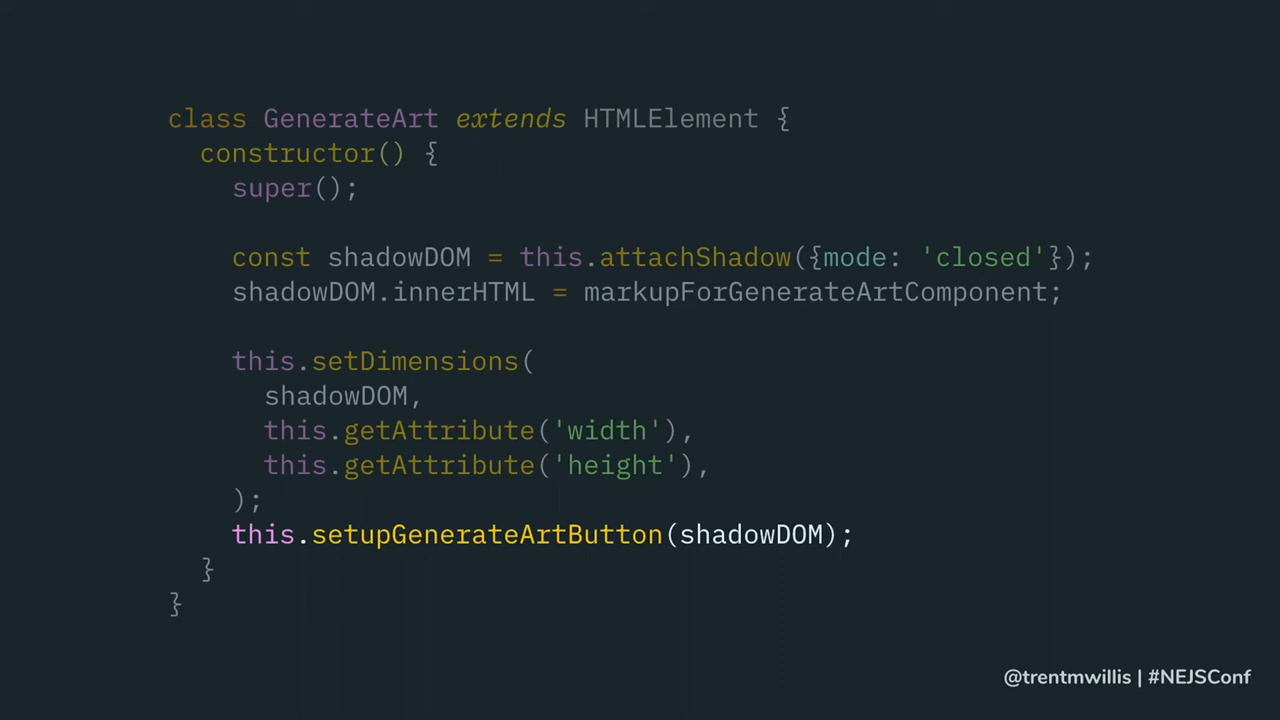 class GenerateArt extends HTMLElement {
constructor() {
super();
const shadowDOM = this.attachShadow({mode: 'closed'});
shadowDOM.innerHTML = markupForGenerateArtComponent;
this.setDimensions(
shadowDOM,
this.getAttribute('width'),
this.getAttribute('height'),
);
this.setupGenerateArtButton(shadowDOM);
}
}
@trentmwillis | #NEJSConf